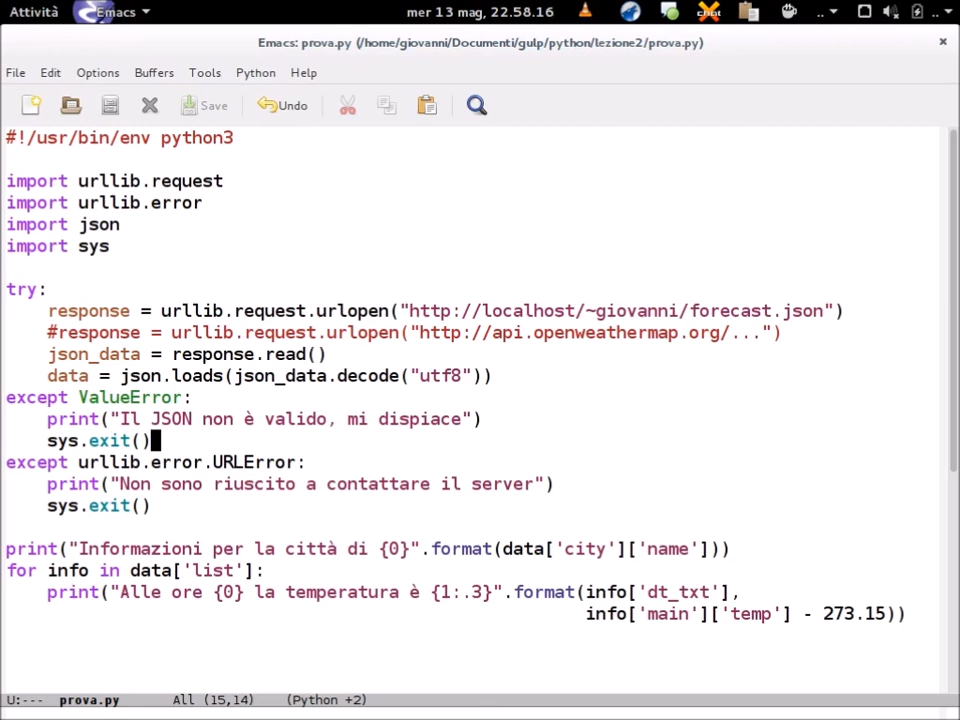 Attività
Emacs
mer 13 mag, 22.58.16
Emacs: prova.py (/home/giovanni/Documenti/gulp/python/lezione2/prova.py)
File Edit Options Buffers Tools Python Help
Save Undo
#!/usr/bin/env python3
import urllib.request
import urllib.error
import json
import sys
try:
    response = urllib.request.urlopen("http://localhost/~giovanni/forecast.json")
    #response = urllib.request.urlopen("http://api.openweathermap.org/...")
    json_data = response.read()
    data = json.loads(json_data.decode("utf8"))
except ValueError:
    print("Il JSON non è valido, mi dispiace")
    sys.exit()
except urllib.error.URLError:
    print("Non sono riuscito a contattare il server")
    sys.exit()
print("Informazioni per la città di {0}".format(data['city']['name']))
for info in data['list']:
    print("Alle ore {0} la temperatura è {1:.3}".format(info['dt_txt'],
                                                        info['main']['temp'] - 273.15))
U:--- prova.py All (15,14) (Python +2)